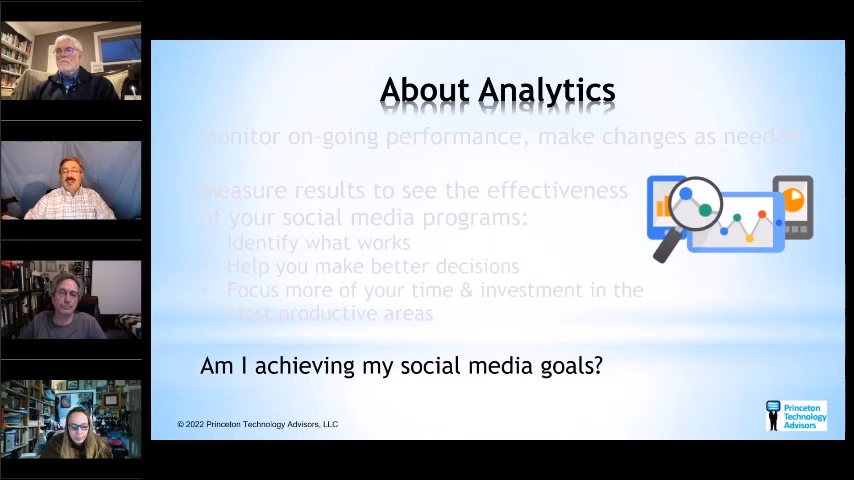 About Analytics
Monitor on-going performance, make changes as needed
Measure results to see the effectiveness
of your social media programs:
• Identify what works
• Help you make better decisions
• Focus more of your time & investment in the
most productive areas
Am I achieving my social media goals?
© 2022 Princeton Technology Advisors, LLC
Princeton
Technology
Advisors